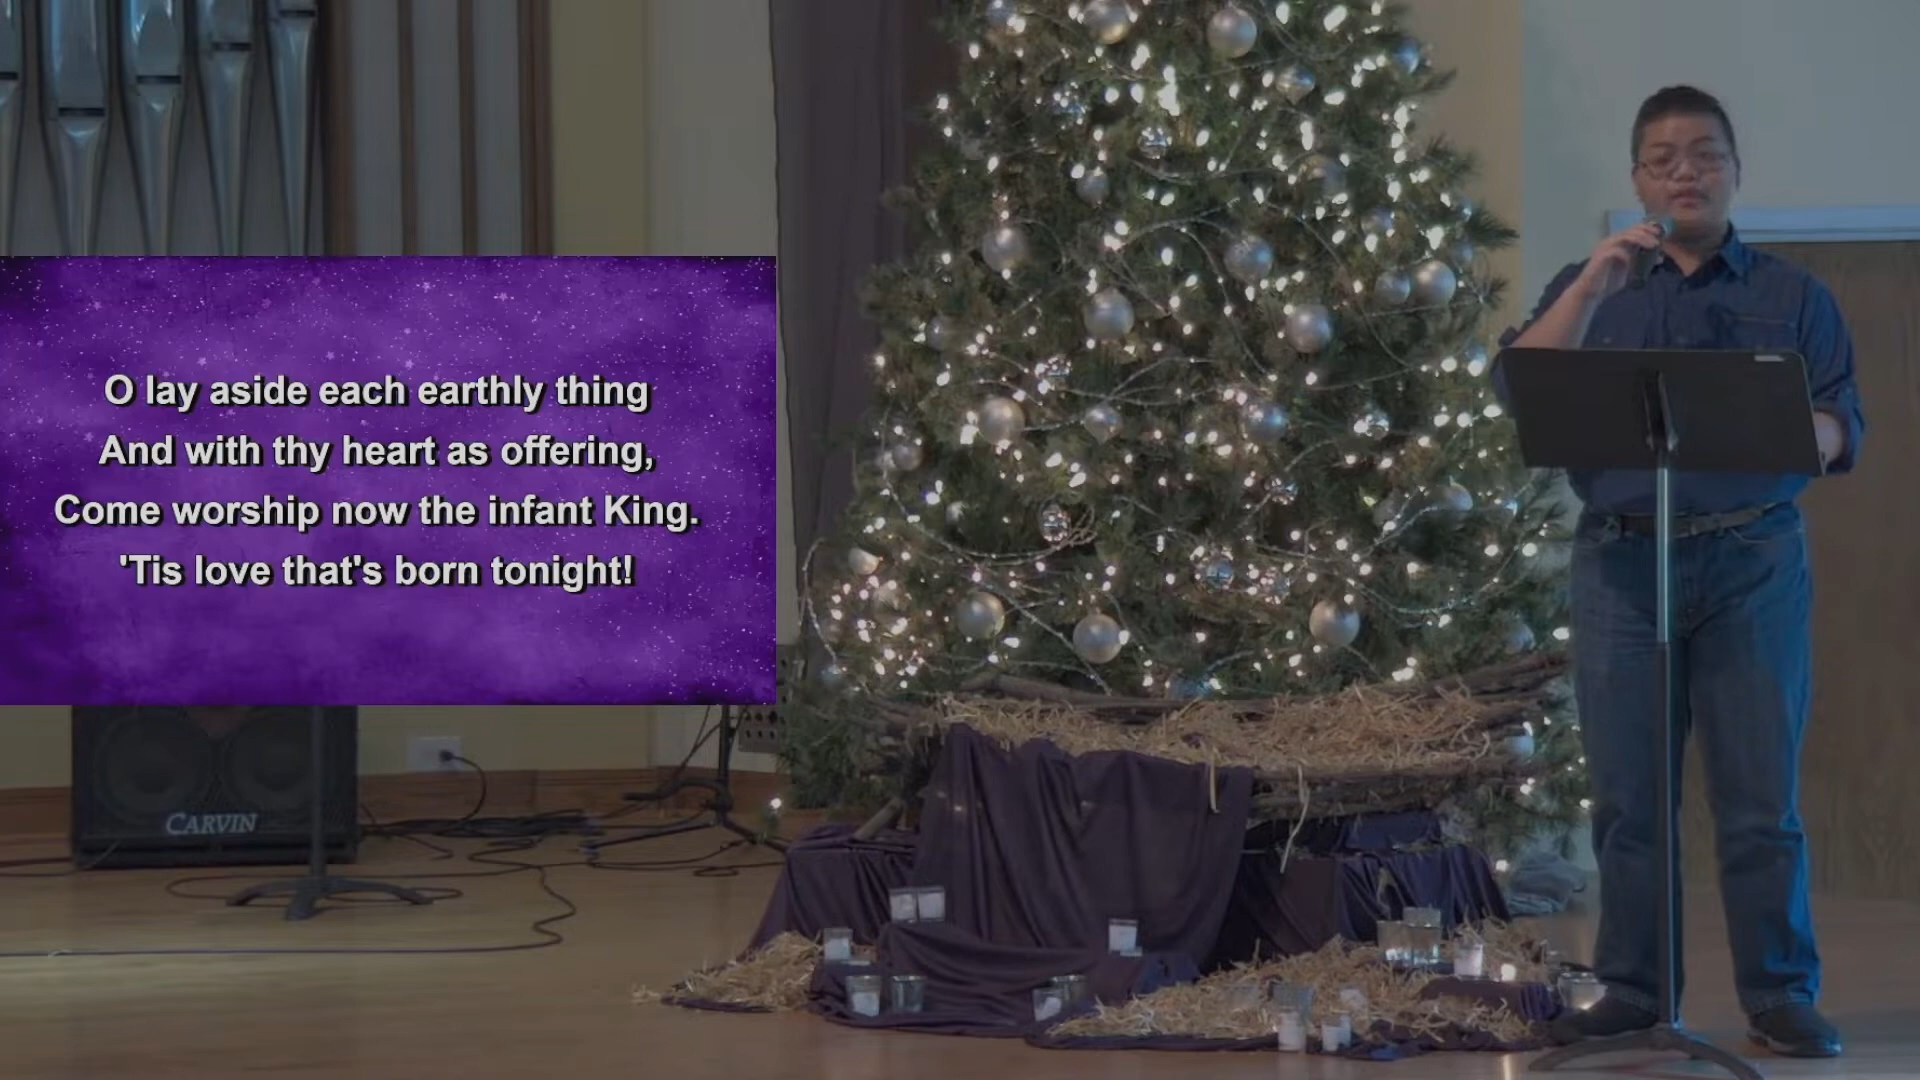 O lay aside each earthly thing
And with thy heart as offering,
Come worship now the infant King.
'Tis love that's born tonight!
CARVIN